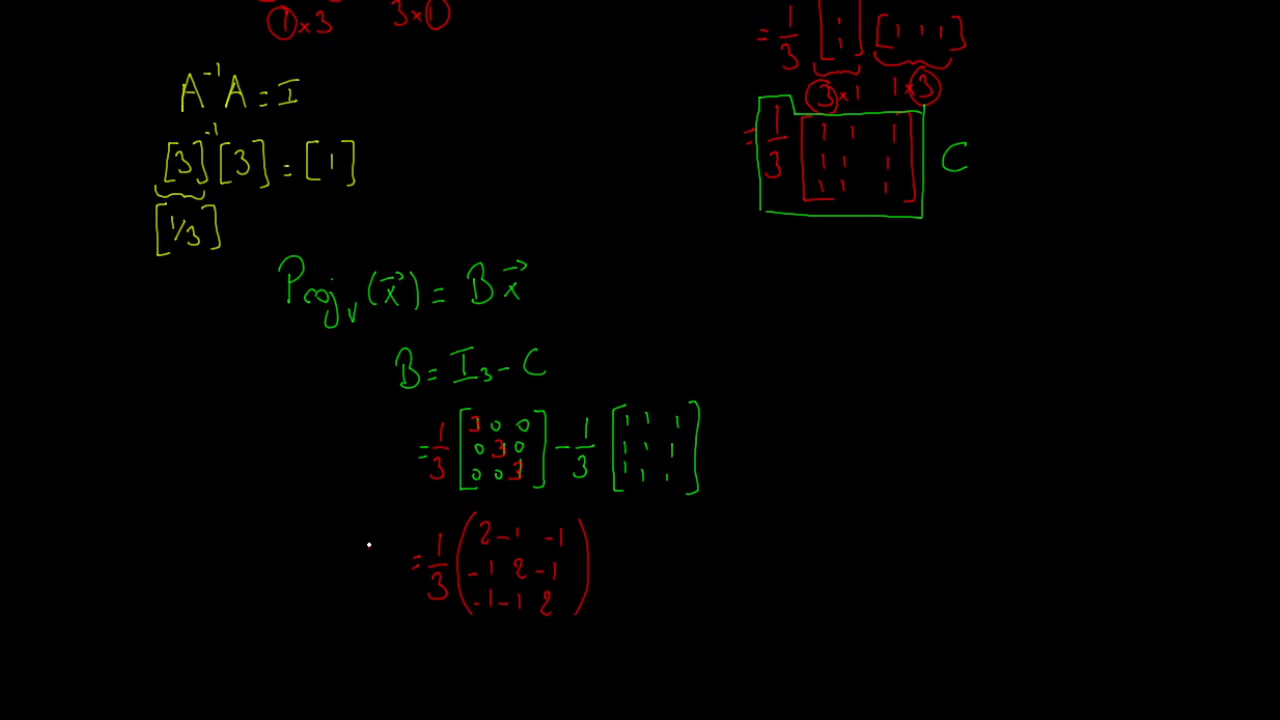 1×3 3×1
A⁻¹A = I
[3]⁻¹[3] = [1]
[1/3]
= 1/3 [1 1] [1 1 1]
3×1 1×3
= 1/3 [1 1 1
1 1 1
1 1 1] C
Proj_V(x⃗) = Bx⃗
B = I₃ - C
= 1/3 [3 0 0
0 3 0
0 0 3] - 1/3 [1 1 1
1 1 1
1 1 1]
= 1/3 (2 -1 -1
-1 2 -1
-1 -1 2)